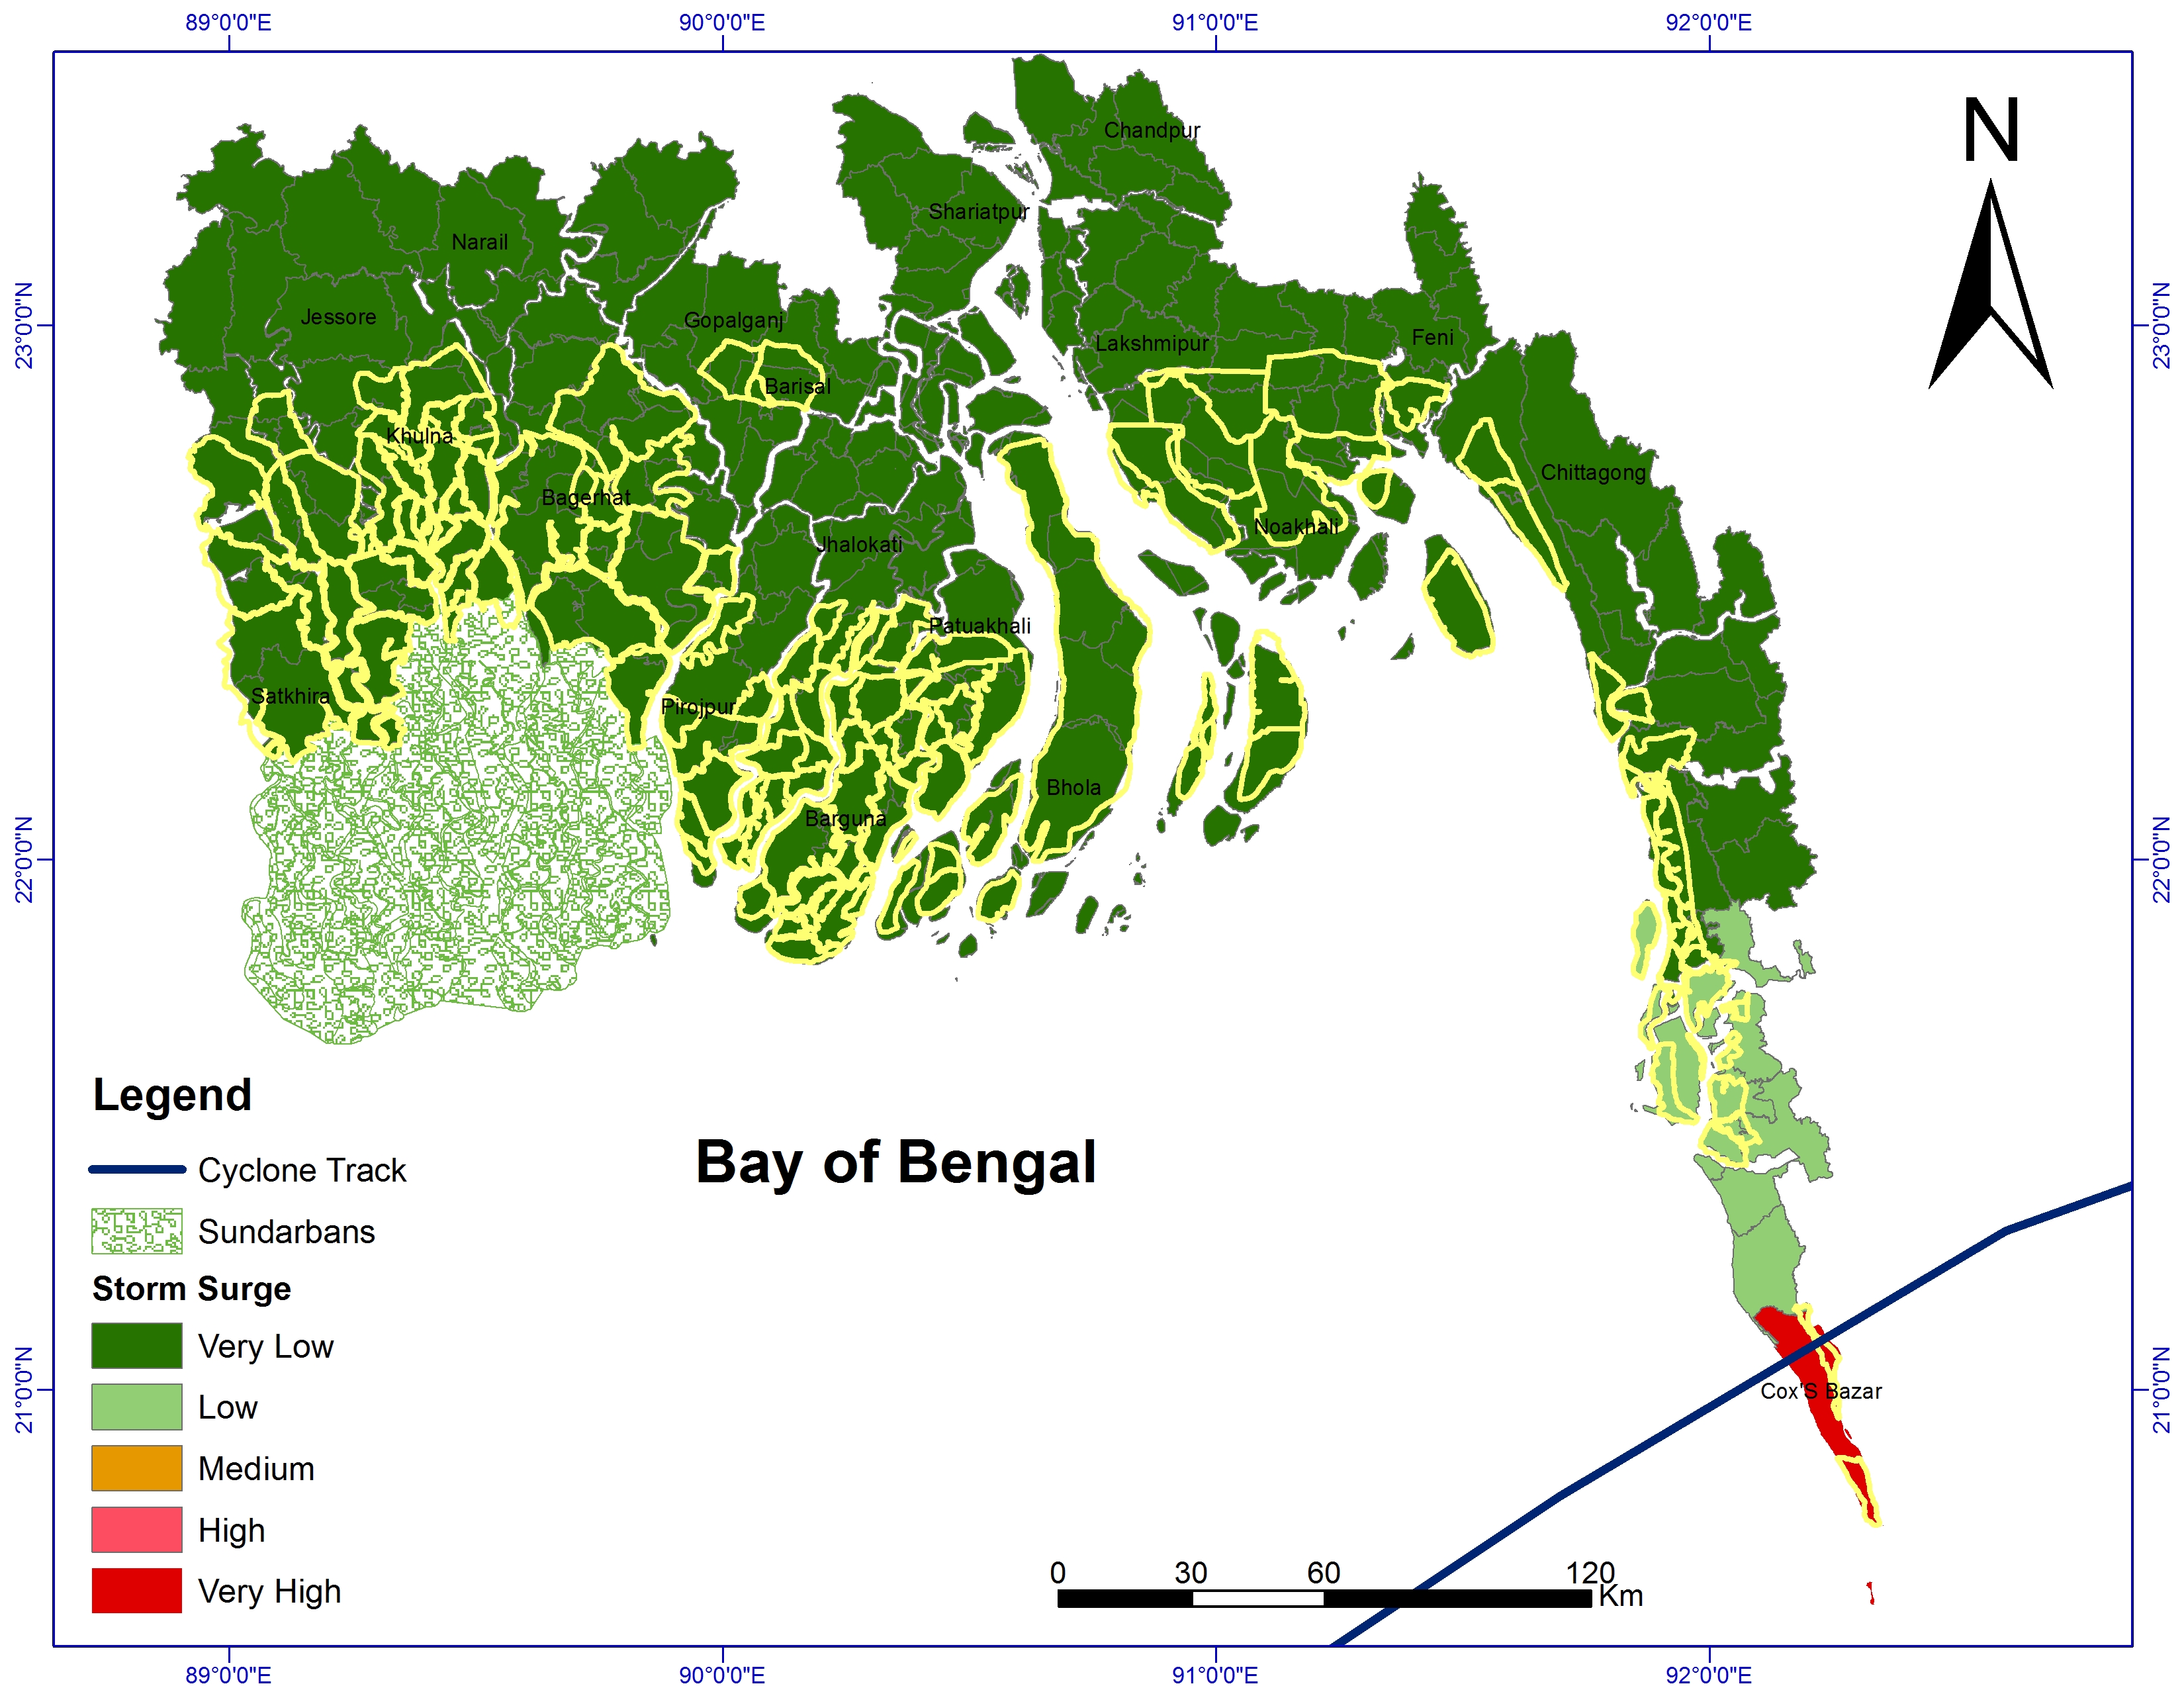 89°0'0"E 90°0'0"E 91°0'0"E 92°0'0"E
N
Chandpur
Shariatpur
Narail
23°0'0"N
23°0'0"N
Jessore
Gopalganj
Feni
Lakshmipur
Barisal
Khulna
Chittagong
Bagerhat
Noakhali
Jhalokati
Patuakhali
Satkhira
Pirojpur
Bhola
Barguna
22°0'0"N
22°0'0"N
Legend
Bay of Bengal
Cyclone Track
Sundarbans
Storm Surge
Very Low
21°0'0"N
21°0'0"N
Cox'S Bazar
Low
Medium
High
Very High
0 30 60 120
Km
89°0'0"E 90°0'0"E 91°0'0"E 92°0'0"E